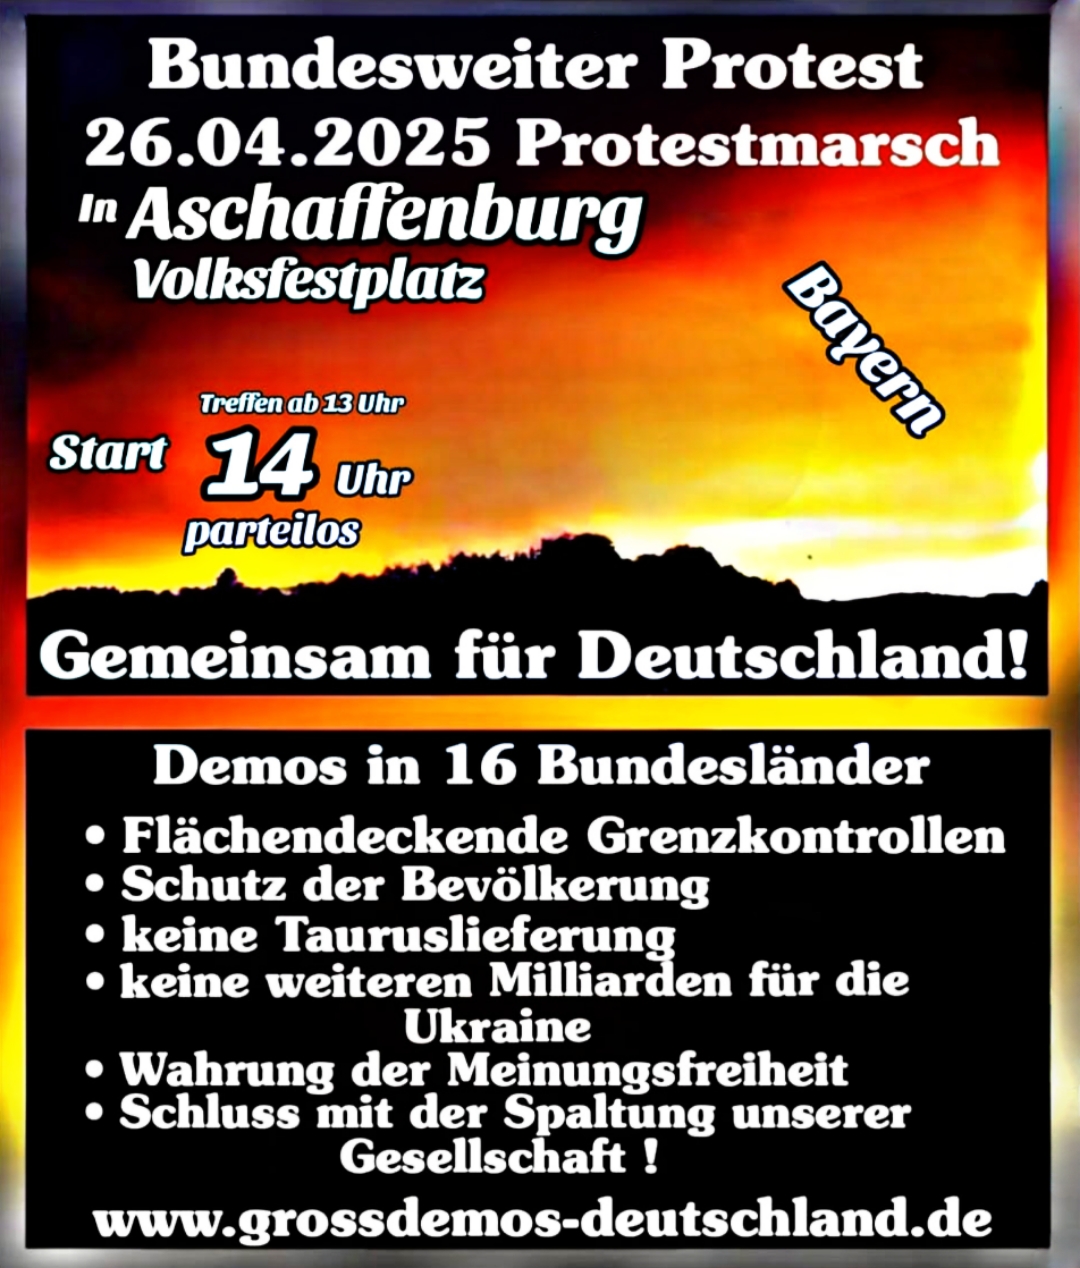 Bundesweiter Protest
26.04.2025 Protestmarsch
In Aschaffenburg
Volksfestplatz
Bayern
Treffen ab 13 Uhr
Start 14 Uhr
parteilos
Gemeinsam für Deutschland!
Demos in 16 Bundesländer
• Flächendeckende Grenzkontrollen
• Schutz der Bevölkerung
• keine Tauruslieferung
• keine weiteren Milliarden für die
Ukraine
• Wahrung der Meinungsfreiheit
• Schluss mit der Spaltung unserer
Gesellschaft !
www.grossdemos-deutschland.de